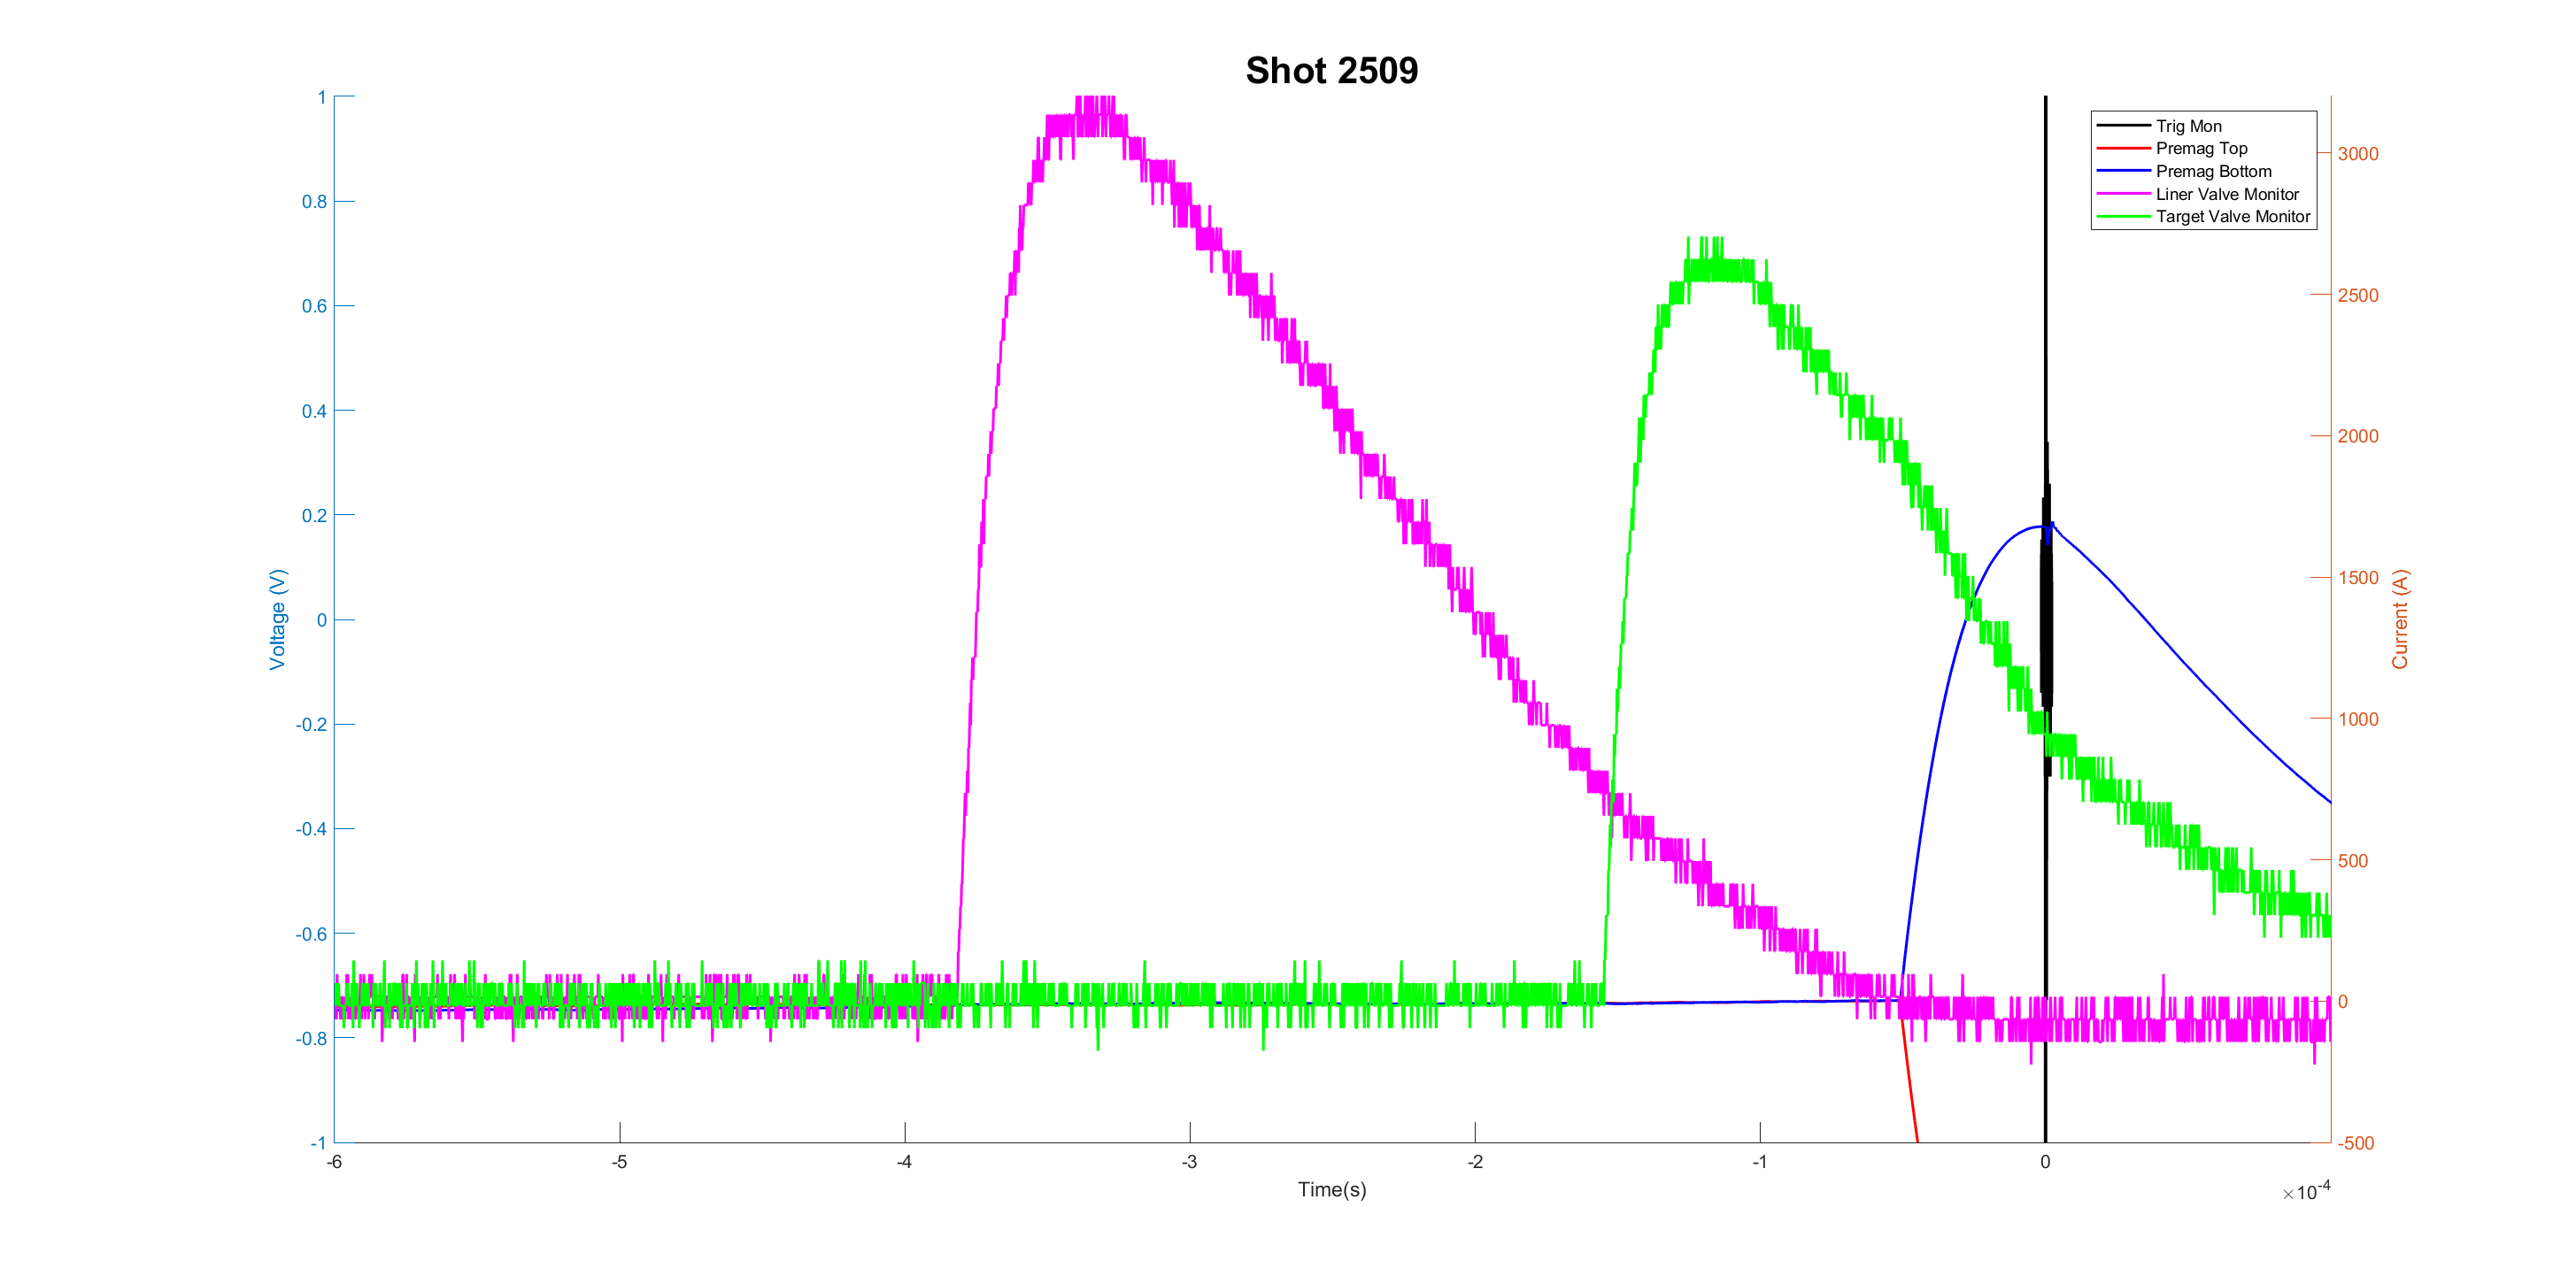 Shot 2509
1
0.8
0.6
0.4
0.2
0
-0.2
-0.4
-0.6
-0.8
-1
Voltage (V)
Trig Mon
Premag Top
Premag Bottom
Liner Valve Monitor
Target Valve Monitor
3000
2500
2000
1500
1000
500
0
-500
Current (A)
-6 -5 -4 -3 -2 -1 0
Time(s)
×10-4